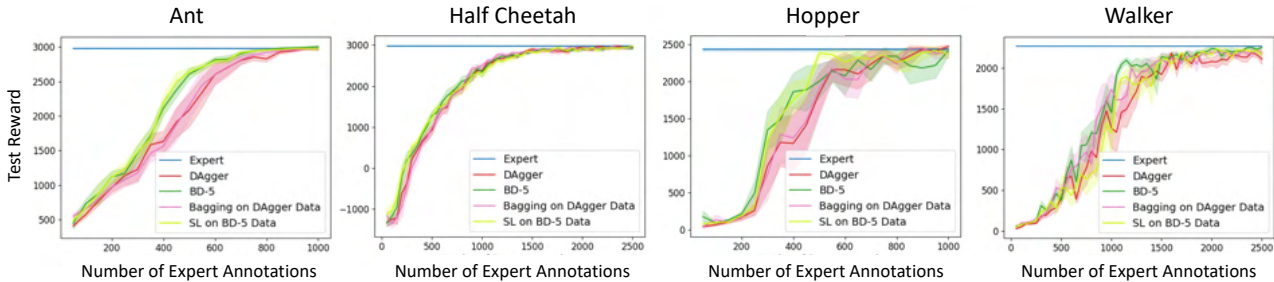 Ant
Half Cheetah
Hopper
Walker
Test Reward
3000
2500
2000
1500
1000
500
200
400
600
800
1000
Expert
DAgger
BD-5
Bagging on DAgger Data
SL on BD-5 Data
Number of Expert Annotations
3000
2000
1000
0
−1000
0
500
1000
1500
2000
2500
Expert
DAgger
BD-5
Bagging on DAgger Data
SL on BD-5 Data
Number of Expert Annotations
2500
2000
1500
1000
500
0
200
400
600
800
1000
Expert
DAgger
BD-5
Bagging on DAgger Data
SL on BD-5 Data
Number of Expert Annotations
2000
1500
1000
500
0
0
500
1000
1500
2000
2500
Expert
DAgger
BD-5
Bagging on DAgger Data
SL on BD-5 Data
Number of Expert Annotations